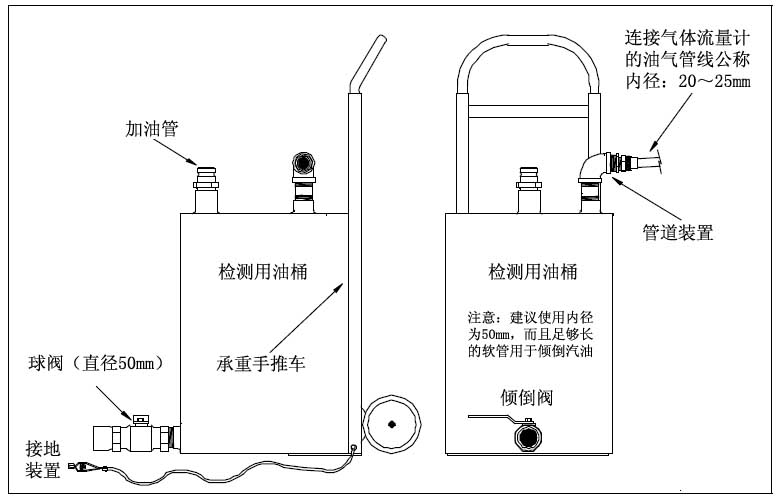 连接气体流量计
的油气管线公称
内径：20～25mm
加油管
管道装置
检测用油桶
检测用油桶
注意：建议使用内径
为50mm，而且足够长
的软管用于倾倒汽油
球阀（直径50mm）
承重手推车
倾倒阀
接地
装置